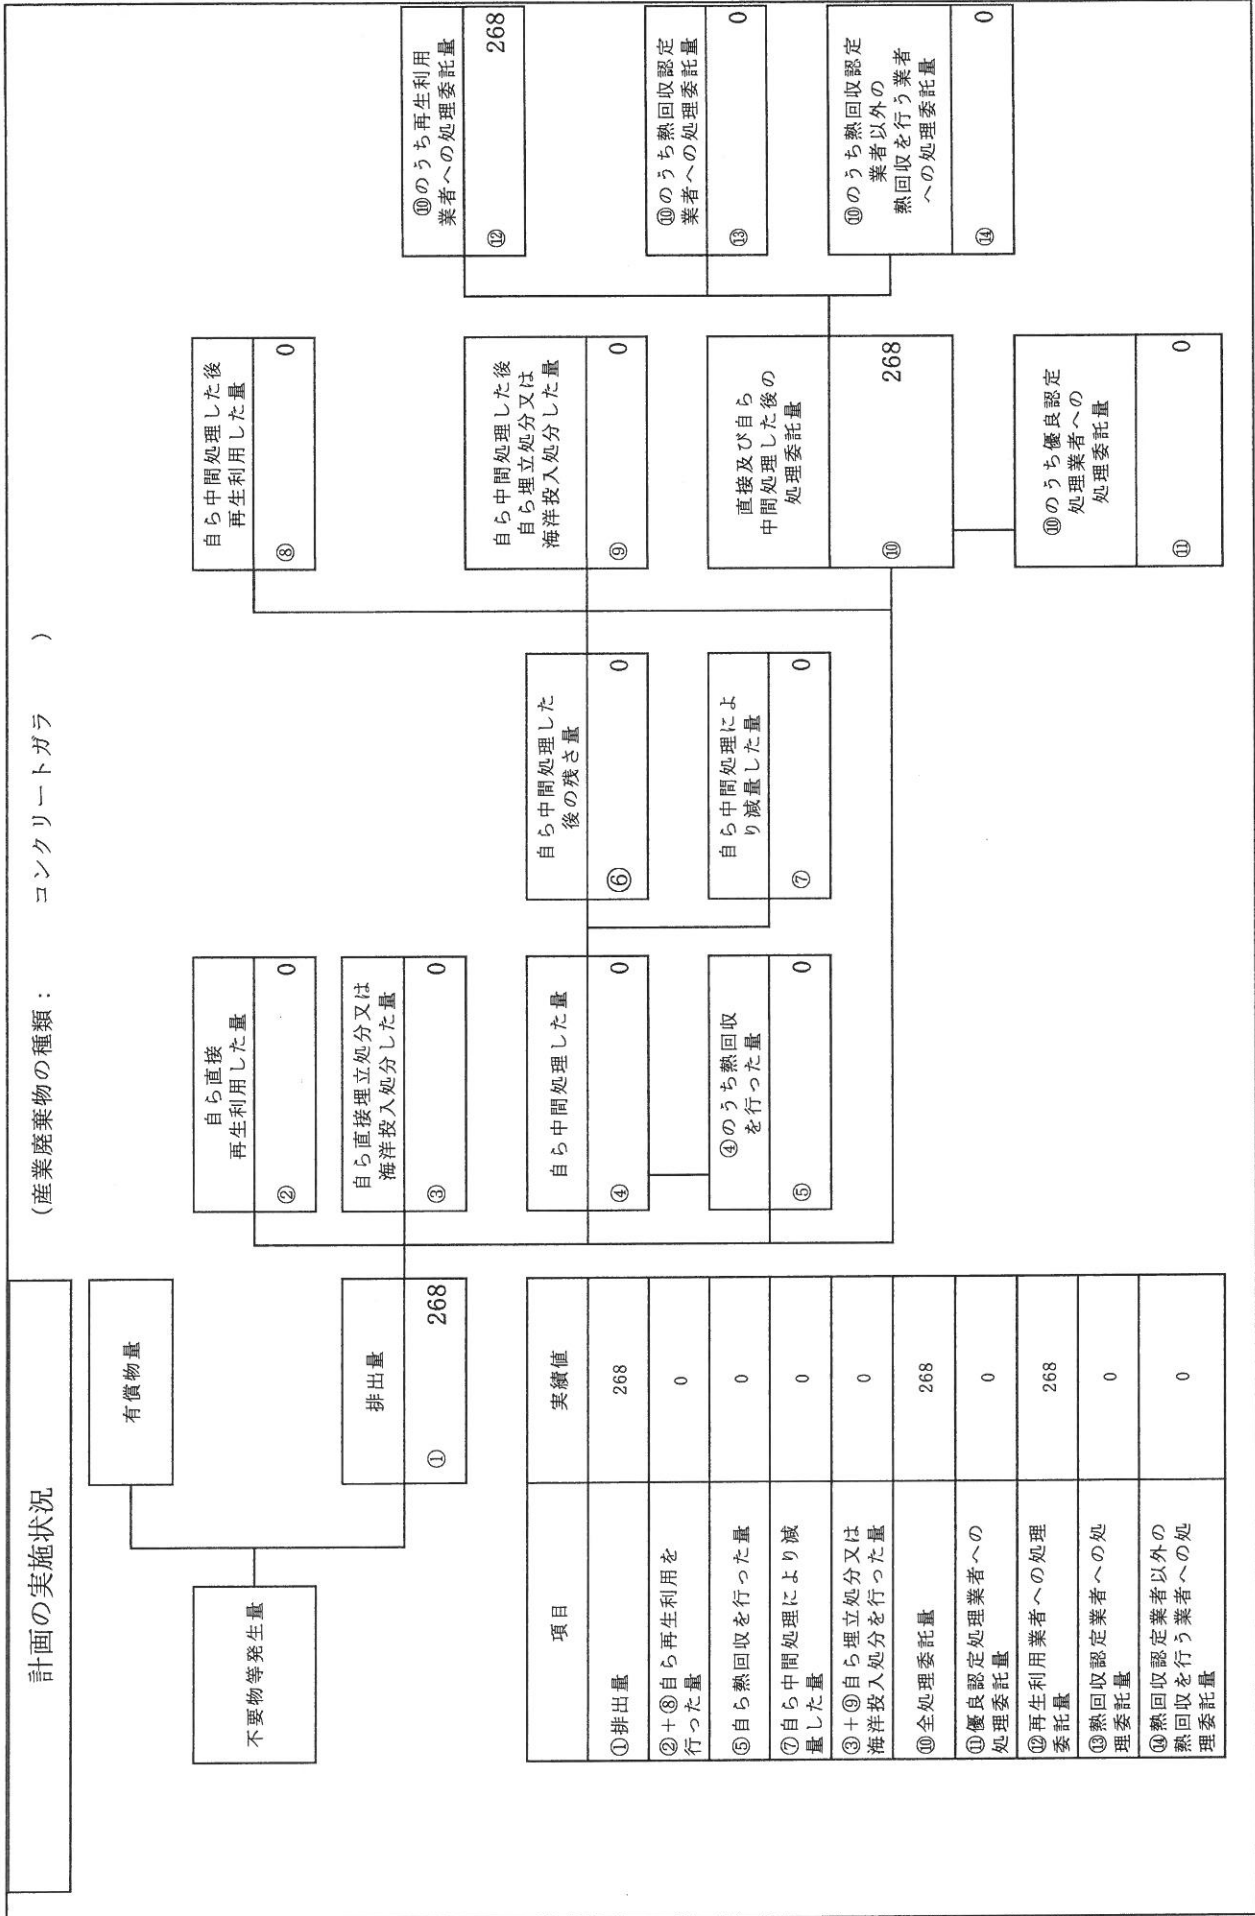 計画の実施状況
(産業廃棄物の種類： コンクリートガラ )
不要物等発生量
有償物量
排出量
① 268
自ら直接
再生利用した量
② 0
自ら直接埋立処分又は
海洋投入処分した量
③ 0
自ら中間処理した量
④ 0
④のうち熱回収
を行った量
⑤ 0
自ら中間処理した
後の残さ量
⑥ 0
自ら中間処理によ
り減量した量
⑦ 0
自ら中間処理した後
再生利用した量
⑧ 0
自ら中間処理した後
自ら埋立処分又は
海洋投入処分した量
⑨ 0
直接及び自ら
中間処理した後の
処理委託量
⑩ 268
⑩のうち優良認定
処理業者への
処理委託量
⑪ 0
⑩のうち再生利用
業者への処理委託量
⑫ 268
⑩のうち熱回収認定
業者への処理委託量
⑬ 0
⑩のうち熱回収認定
業者以外の
熱回収を行う業者
への処理委託量
⑭ 0
項目 実績値
①排出量 268
②＋⑧自ら再生利用を
行った量 0
⑤自ら熱回収を行った量 0
⑦自ら中間処理により減
量した量 0
③＋⑨自ら埋立処分又は
海洋投入処分を行った量 0
⑩全処理委託量 268
⑪優良認定処理業者への
処理委託量 0
⑫再生利用業者への処理
委託量 268
⑬熱回収認定業者への処
理委託量 0
⑭熱回収認定業者以外の
熱回収を行う業者への処
理委託量 0